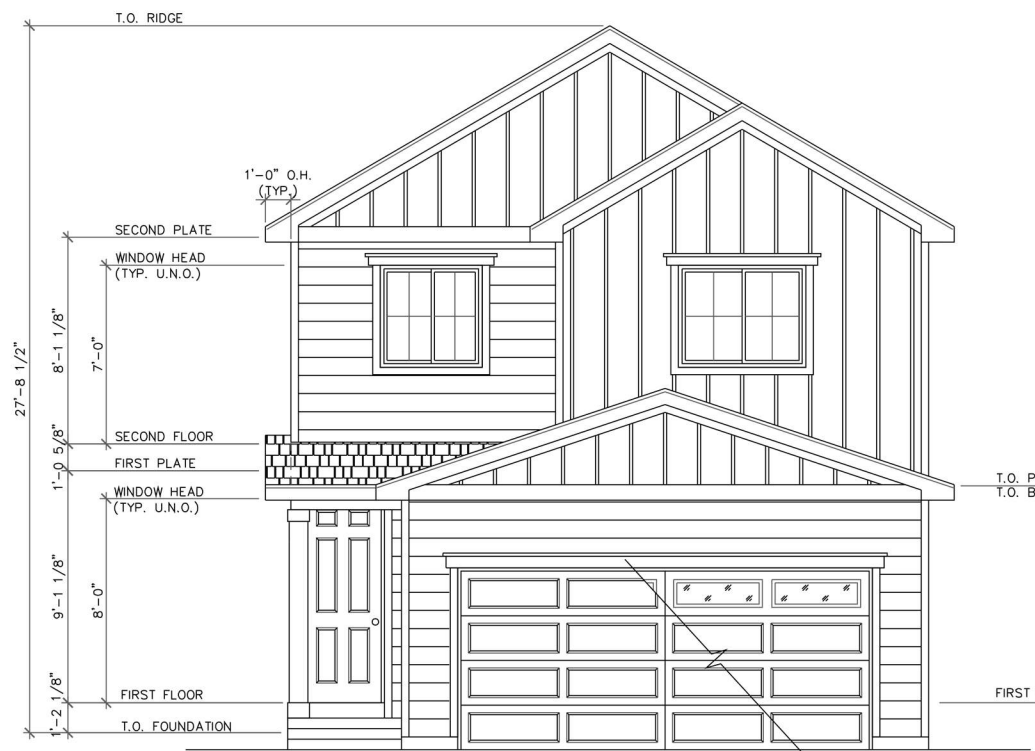 T.O. RIDGE
1'-0" O.H.
(TYP.)
SECOND PLATE
WINDOW HEAD
(TYP. U.N.O.)
8'-1 1/8"
7'-0"
27'-8 1/2"
SECOND FLOOR
1'-0 5/8"
FIRST PLATE
WINDOW HEAD
(TYP. U.N.O.)
T.O. P
T.O. B
9'-1 1/8"
8'-0"
FIRST FLOOR
FIRST
1'-2 1/8"
T.O. FOUNDATION